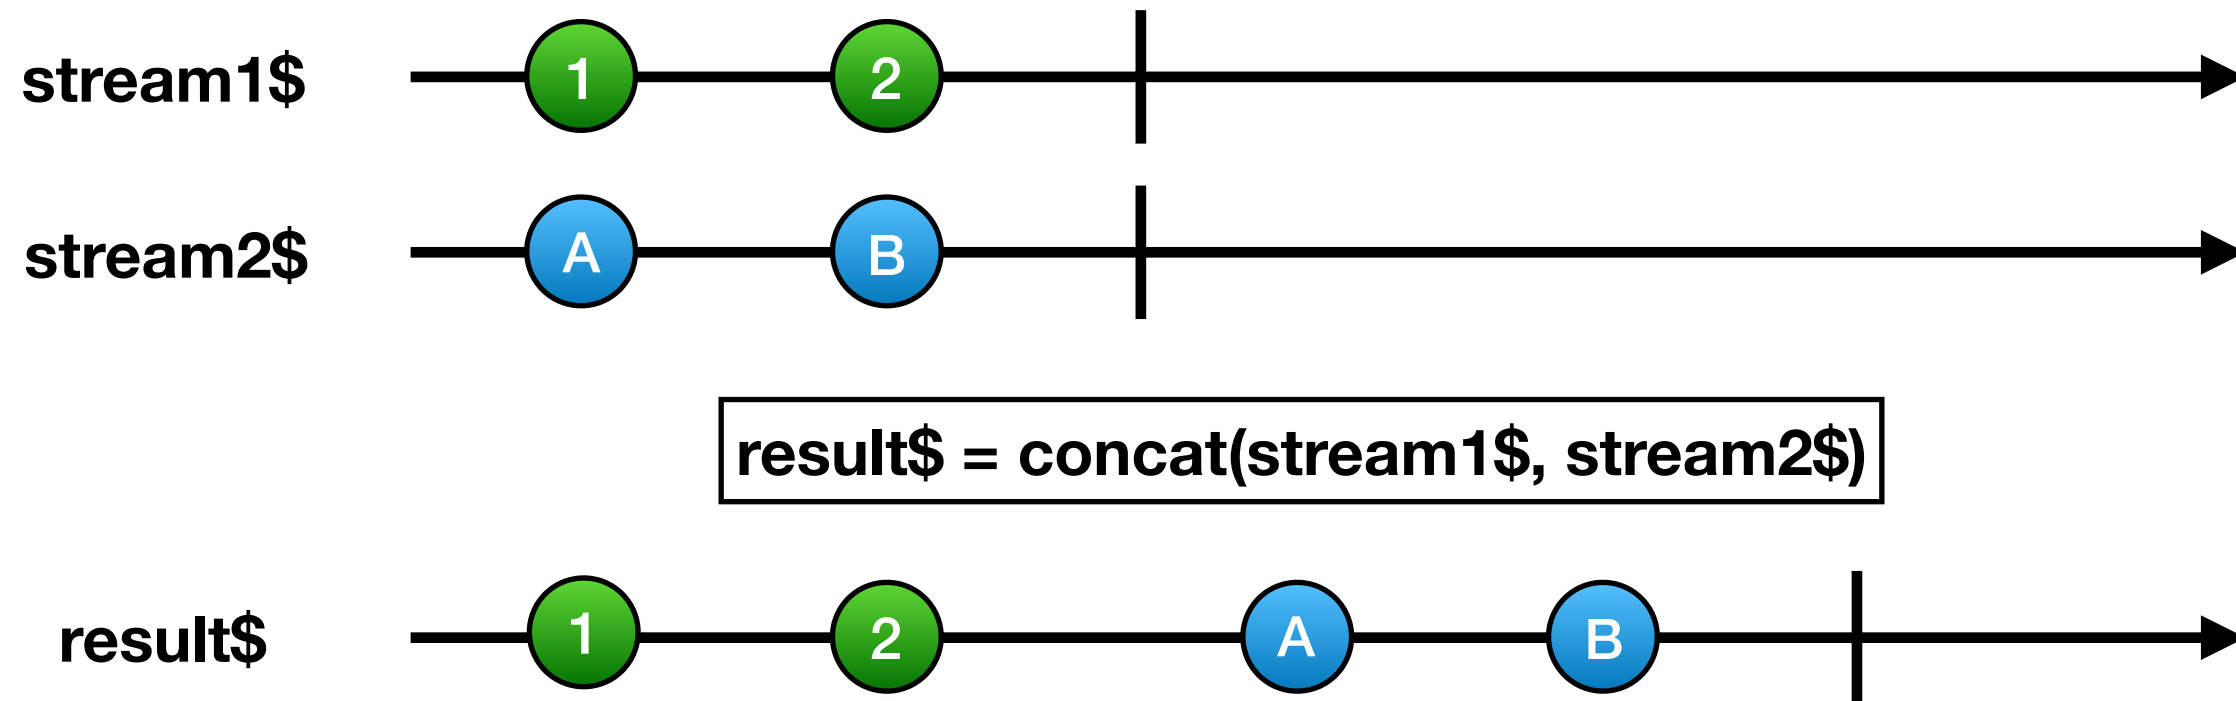 stream1$ 1 2
stream2$ A B
result$ = concat(stream1$, stream2$)
result$ 1 2 A B